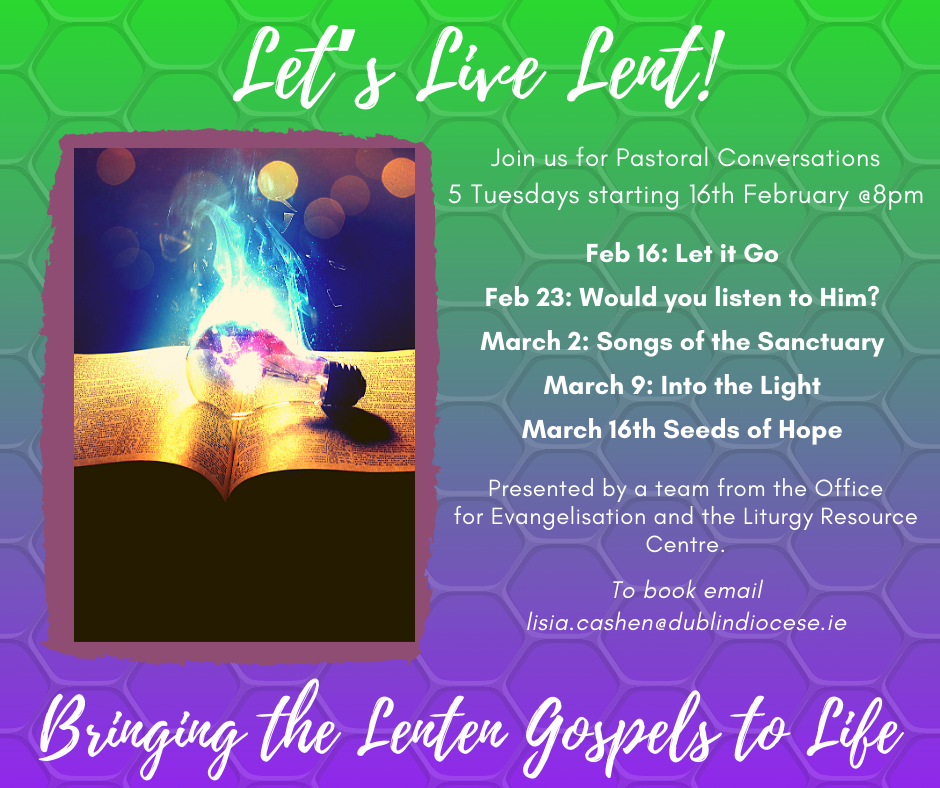 Let's Live Lent!
Join us for Pastoral Conversations
5 Tuesdays starting 16th February @8pm
Feb 16: Let it Go
Feb 23: Would you listen to Him?
March 2: Songs of the Sanctuary
March 9: Into the Light
March 16th Seeds of Hope
Presented by a team from the Office
for Evangelisation and the Liturgy Resource
Centre.
To book email
lisia.cashen@dublindiocese.ie
Bringing the Lenten Gospels to Life